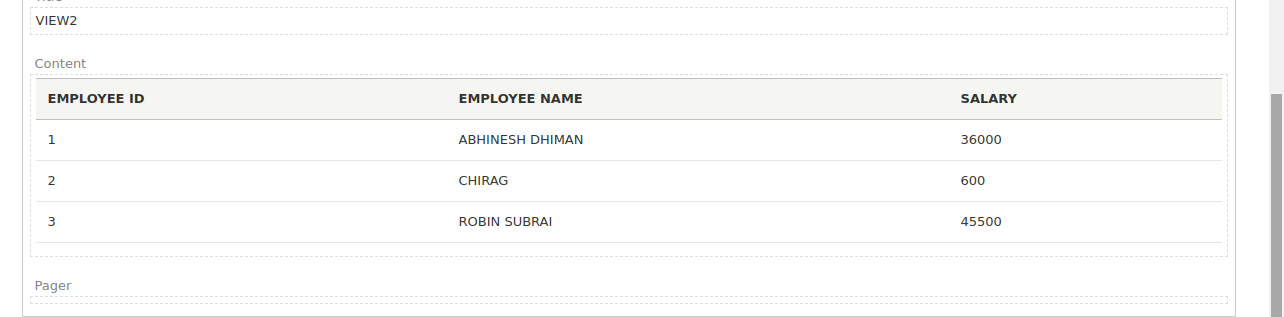 VIEW2
Content
EMPLOYEE ID EMPLOYEE NAME SALARY
1 ABHINESH DHIMAN 36000
2 CHIRAG 600
3 ROBIN SUBRAI 45500
Pager